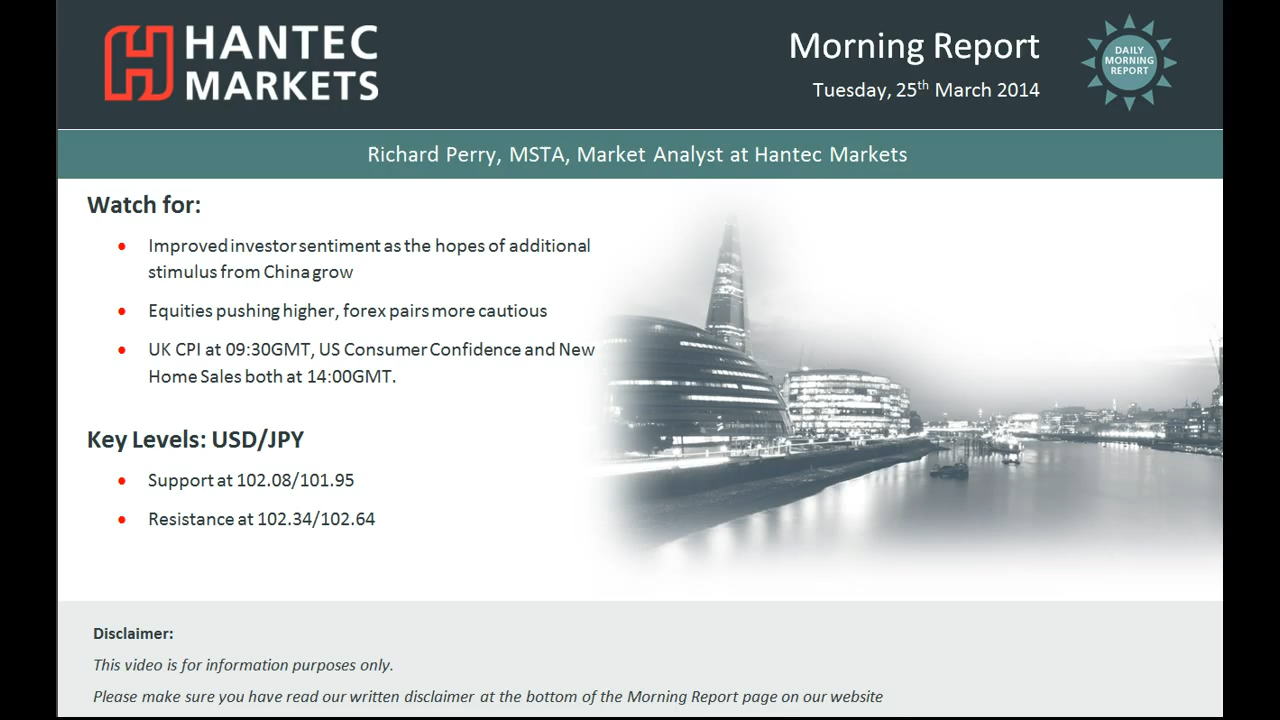 HANTEC
MARKETS
Morning Report
Tuesday, 25th March 2014
DAILY
MORNING
REPORT
Richard Perry, MSTA, Market Analyst at Hantec Markets
Watch for:
• Improved investor sentiment as the hopes of additional
stimulus from China grow
• Equities pushing higher, forex pairs more cautious
• UK CPI at 09:30GMT, US Consumer Confidence and New
Home Sales both at 14:00GMT.
Key Levels: USD/JPY
• Support at 102.08/101.95
• Resistance at 102.34/102.64
Disclaimer:
This video is for information purposes only.
Please make sure you have read our written disclaimer at the bottom of the Morning Report page on our website